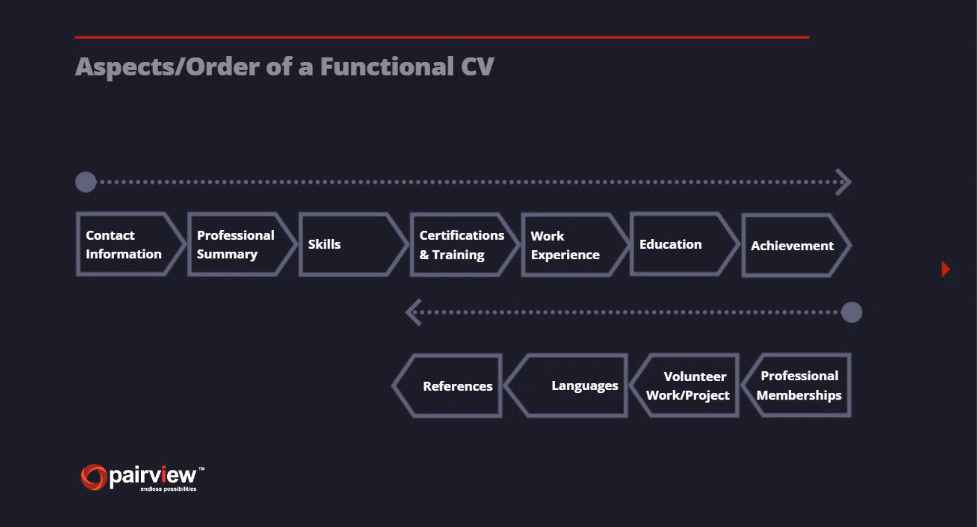 Aspects/Order of a Functional CV
Contact
Information
Professional
Summary
Skills
Certifications
& Training
Work
Experience
Education
Achievement
Professional
Memberships
Volunteer
Work/Project
Languages
References
pairview™
endless possibilities